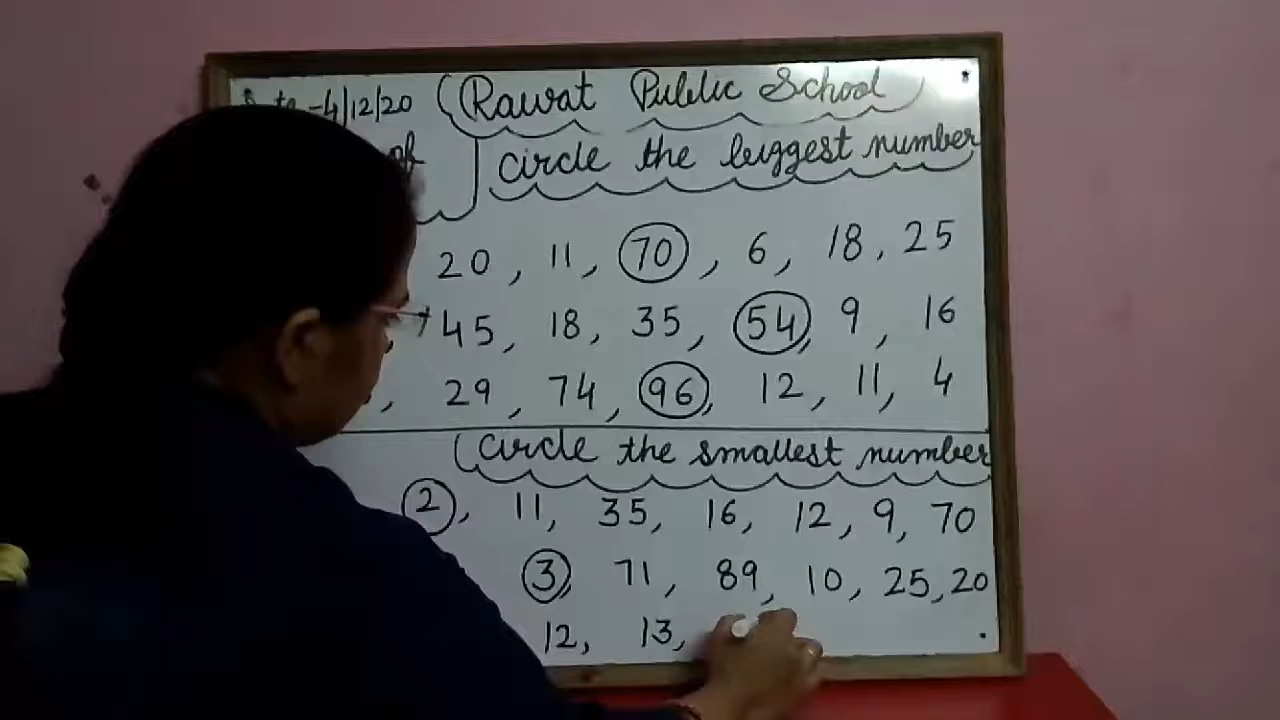 -4/12/20 (Rawat Public School)
of circle the biggest number
20, 11, 70, 6, 18, 25
45, 18, 35, 54, 9, 16
29, 74, 96, 12, 11, 4
(Circle the smallest number
2, 11, 35, 16, 12, 9, 70
3, 71, 89, 10, 25, 20
12, 13,